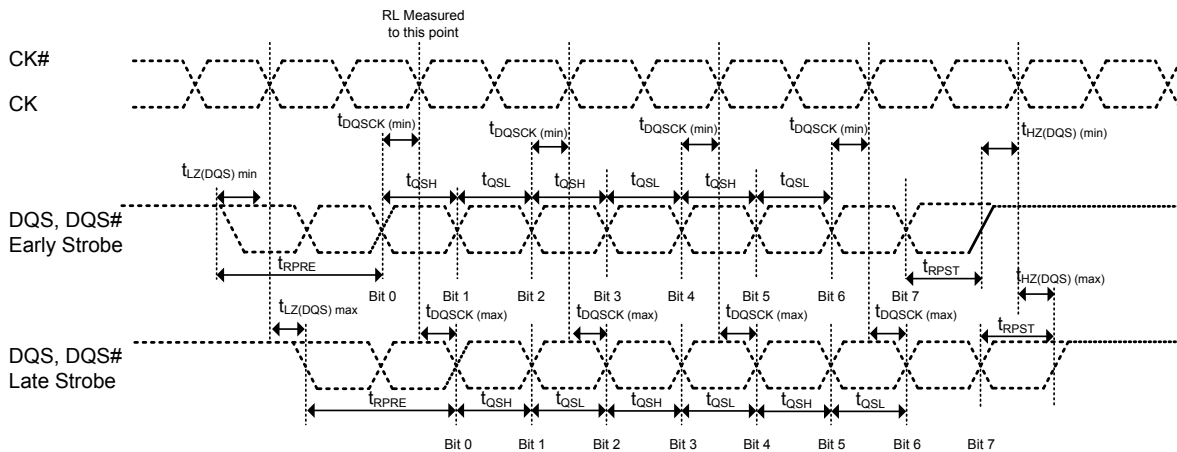 RL Measured
to this point
CK#
CK
tDQSCK (min) tDQSCK (min) tDQSCK (min) tDQSCK (min) tHZ(DQS) (min)
tLZ(DQS) min
tQSH tQSL tQSH tQSL tQSH tQSL
DQS, DQS#
Early Strobe
tRPRE tRPST
tHZ(DQS) (max)
Bit 0 Bit 1 Bit 2 Bit 3 Bit 4 Bit 5 Bit 6 Bit 7
tLZ(DQS) max tDQSCK (max) tDQSCK (max) tDQSCK (max) tDQSCK (max) tRPST
DQS, DQS#
Late Strobe
tRPRE tQSH tQSL tQSH tQSL tQSH tQSL
Bit 0 Bit 1 Bit 2 Bit 3 Bit 4 Bit 5 Bit 6 Bit 7